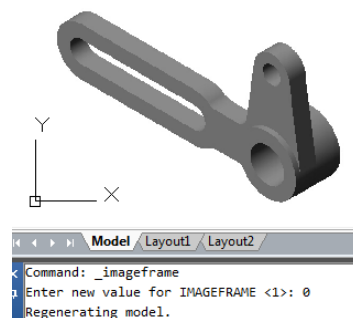 Y
X
Model Layout1 Layout2
Command: _imageframe
Enter new value for IMAGEFRAME <1>: 0
Regenerating model.